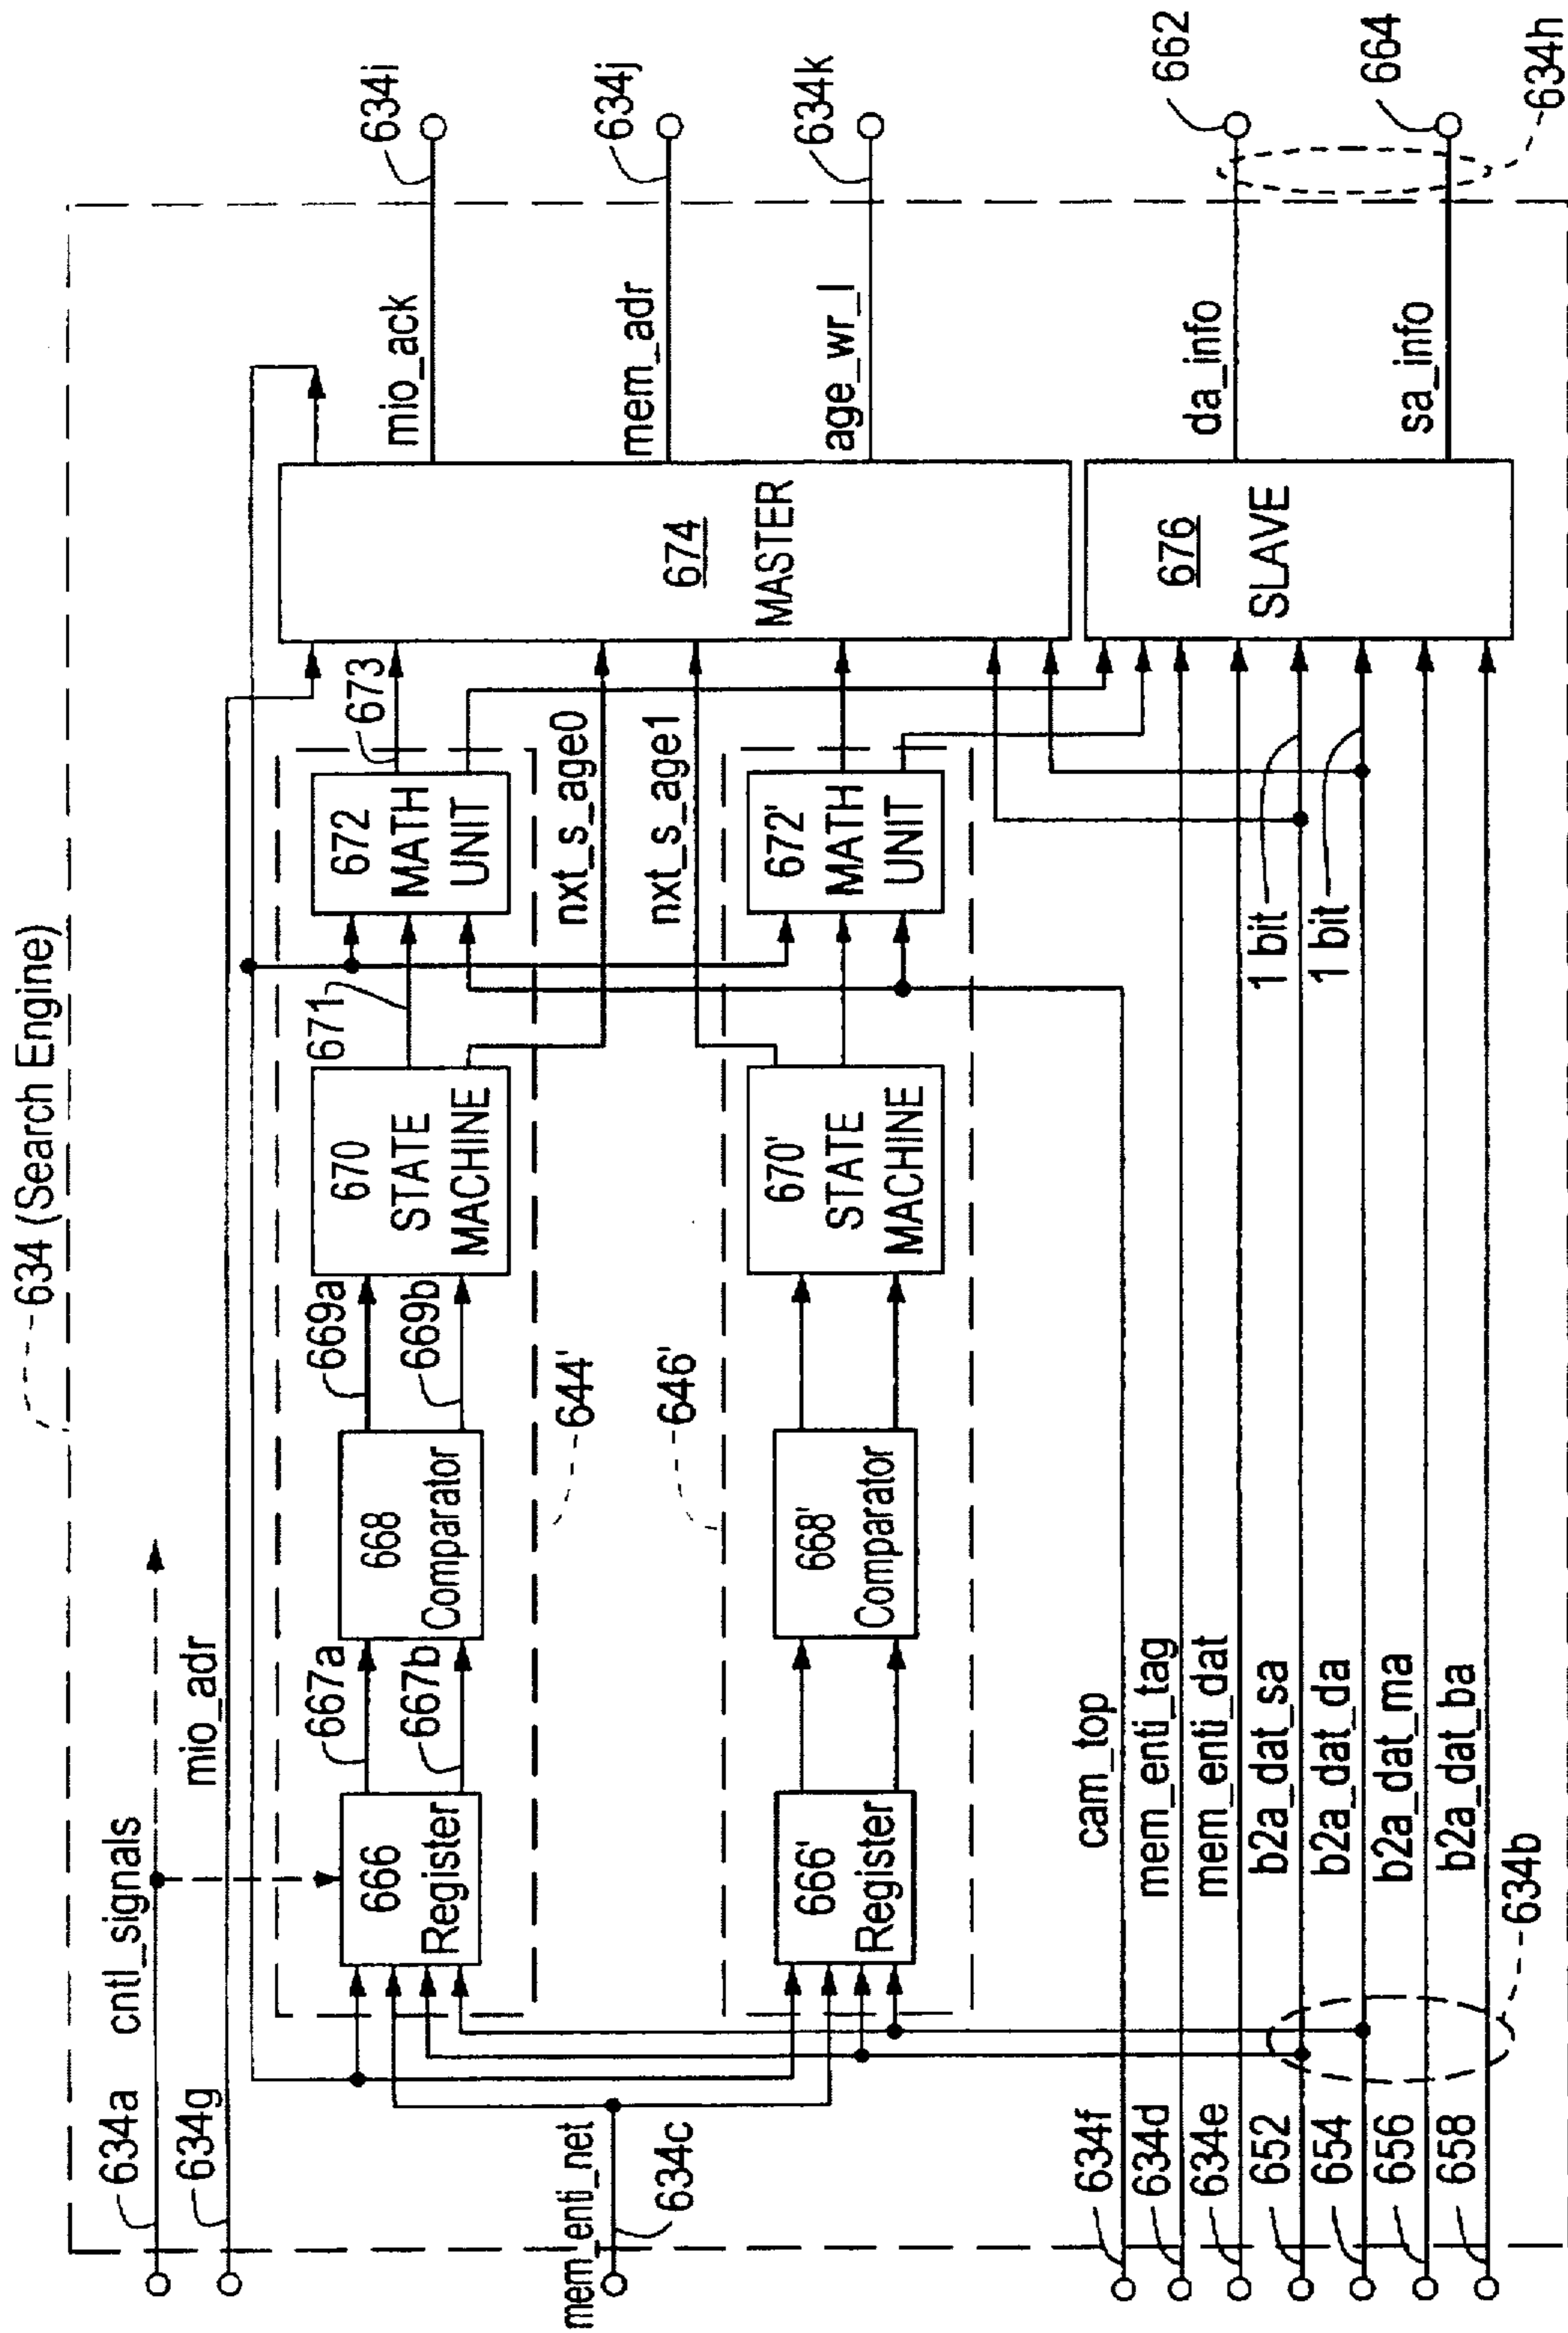 634 (Search Engine)
634a
cntl_signals
634g
mio_adr
mem_enti_net
634c
666
Register
667a
667b
668
Comparator
669a
669b
670
STATE
MACHINE
671
672
MATH
UNIT
673
644'
nxt_s_age0
nxt_s_age1
646'
666'
Register
668'
Comparator
670'
STATE
MACHINE
672'
MATH
UNIT
674
MASTER
mio_ack
634i
mem_adr
634j
age_wr_l
634k
676
SLAVE
da_info
662
sa_info
664
634h
634f
cam_top
634d
mem_enti_tag
634e
mem_enti_dat
652
b2a_dat_sa
654
b2a_dat_da
656
b2a_dat_ma
658
b2a_dat_ba
634b
1 bit
1 bit